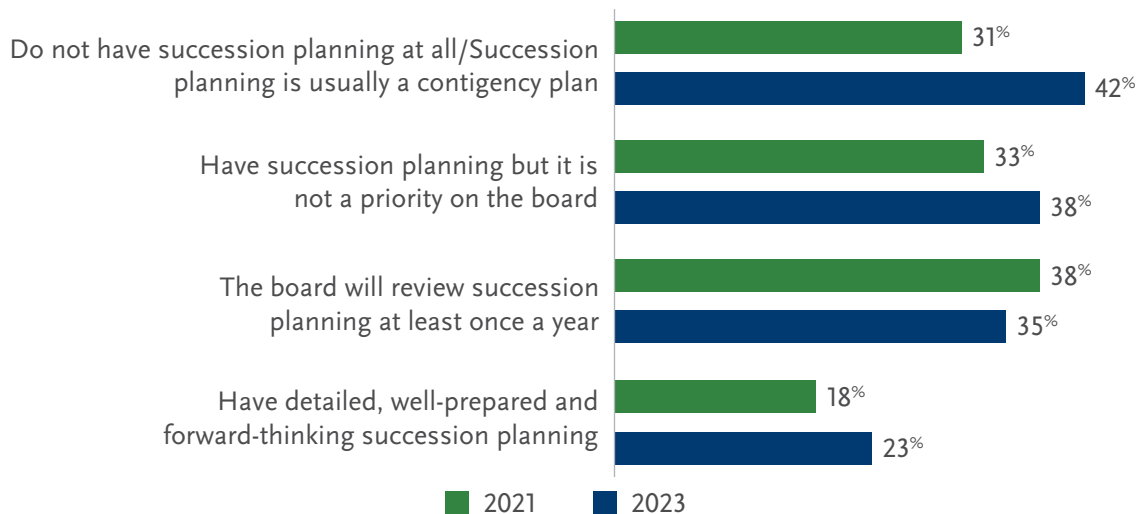 Do not have succession planning at all/Succession
planning is usually a contigency plan
31%
42%
Have succession planning but it is
not a priority on the board
33%
38%
The board will review succession
planning at least once a year
38%
35%
Have detailed, well-prepared and
forward-thinking succession planning
18%
23%
2021
2023